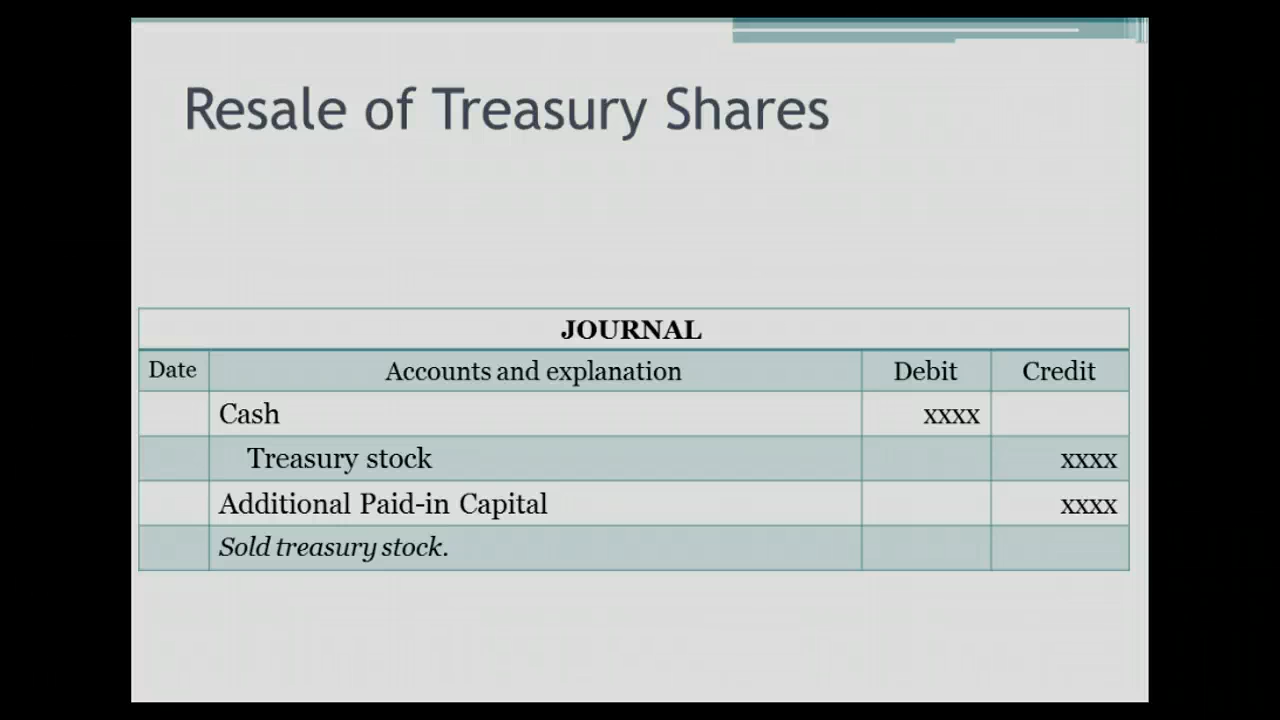 Resale of Treasury Shares
JOURNAL
Date Accounts and explanation Debit Credit
Cash xxxx
Treasury stock xxxx
Additional Paid-in Capital xxxx
Sold treasury stock.